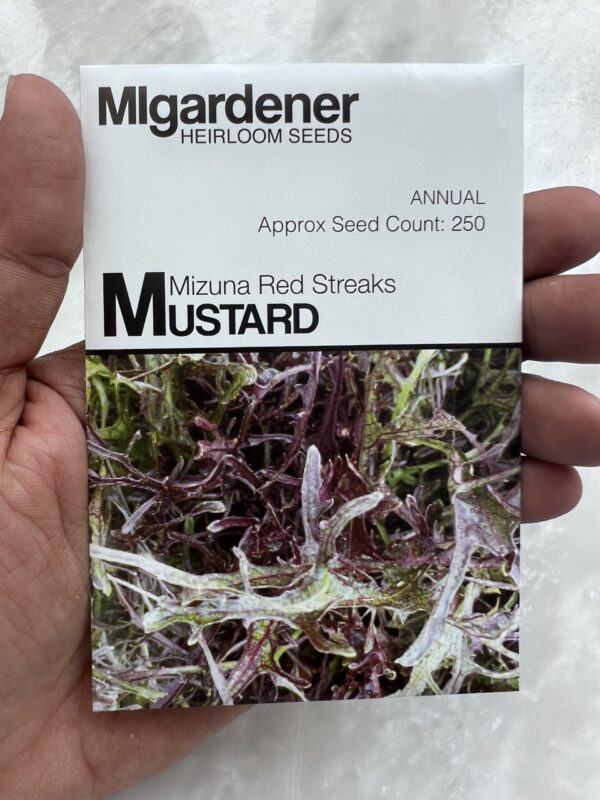 MIgardener
HEIRLOOM SEEDS
ANNUAL
Approx Seed Count: 250
Mizuna Red Streaks
MUSTARD